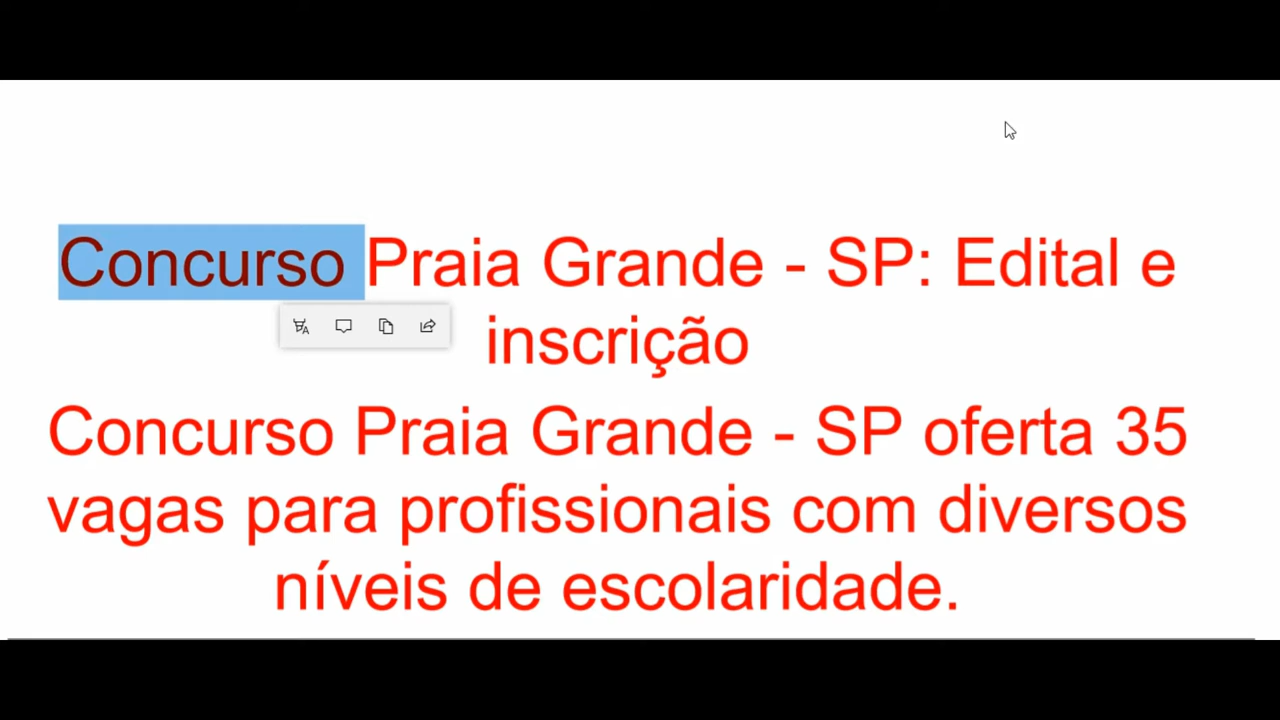 Concurso Praia Grande - SP: Edital e
inscrição
Concurso Praia Grande - SP oferta 35
vagas para profissionais com diversos
níveis de escolaridade.